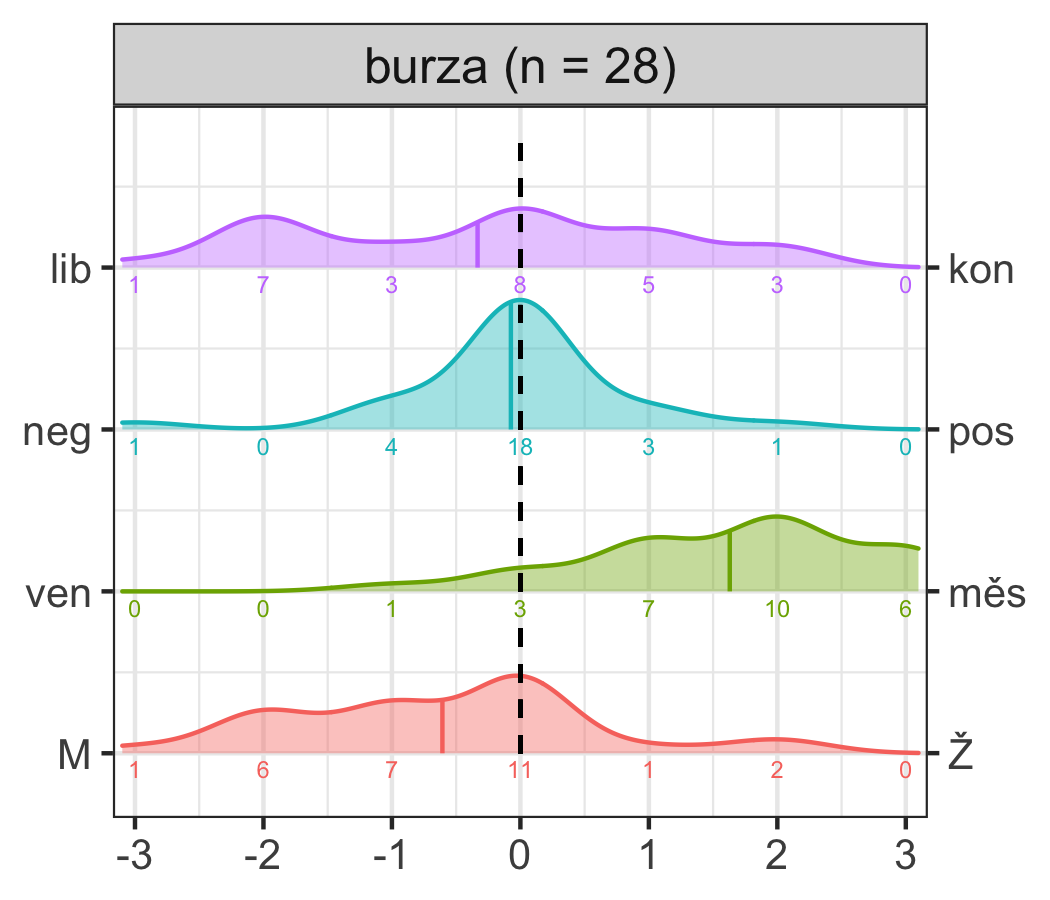 burza (n = 28)
lib kon
1 7 3 8 5 3 0
neg pos
1 0 4 18 3 1 0
ven měs
0 0 1 3 7 10 6
M Ž
1 6 7 11 1 2 0
-3 -2 -1 0 1 2 3